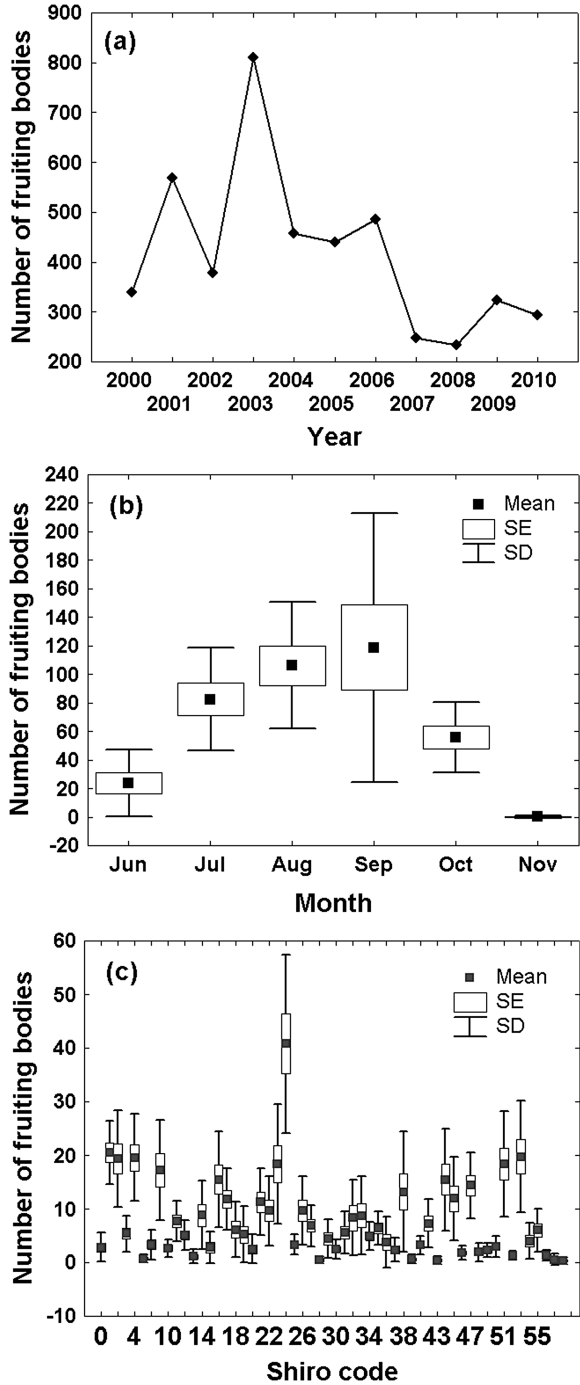 (a)
Number of fruiting bodies
900
800
700
600
500
400
300
200
2000 2002 2004 2006 2008 2010
2001 2003 2005 2007 2009
Year
(b)
Number of fruiting bodies
Mean
SE
SD
240
220
200
180
160
140
120
100
80
60
40
20
0
-20
Jun Jul Aug Sep Oct Nov
Month
(c)
Number of fruiting bodies
Mean
SE
SD
60
50
40
30
20
10
0
-10
0 4 10 14 18 22 26 30 34 38 43 47 51 55
Shiro code